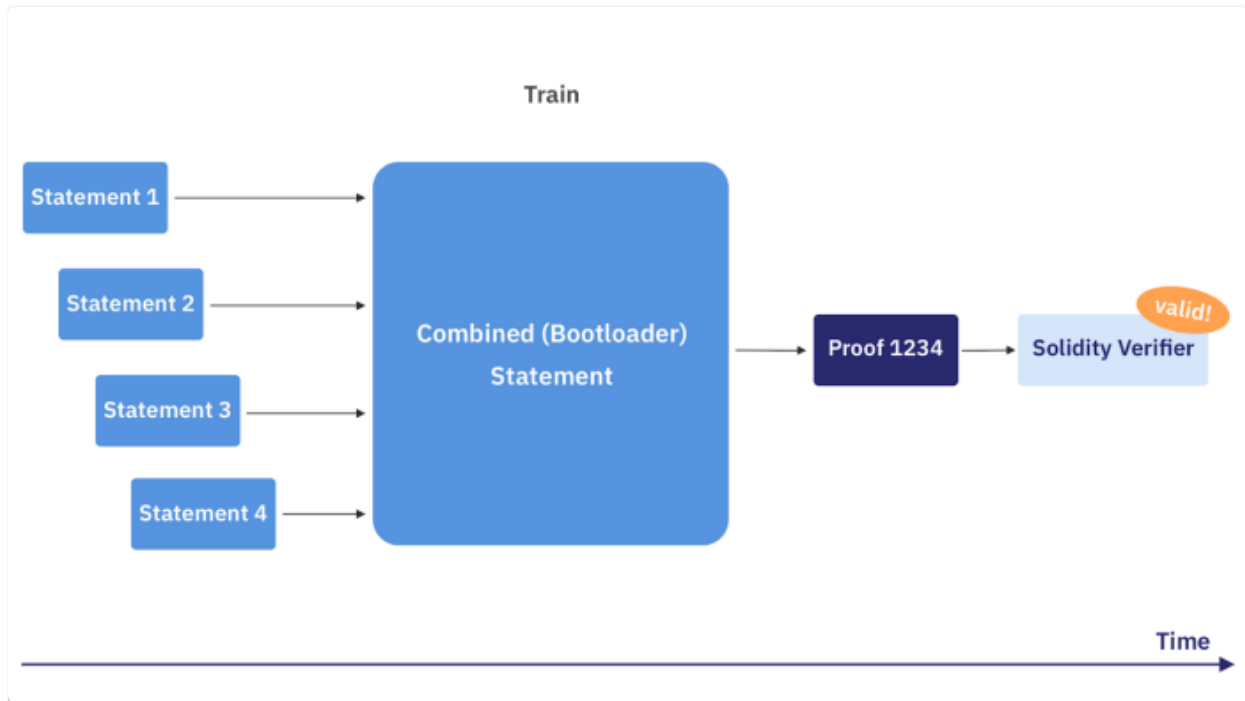 Train
Statement 1
Statement 2
Statement 3
Statement 4
Combined (Bootloader)
Statement
Proof 1234
Solidity Verifier
valid!
Time